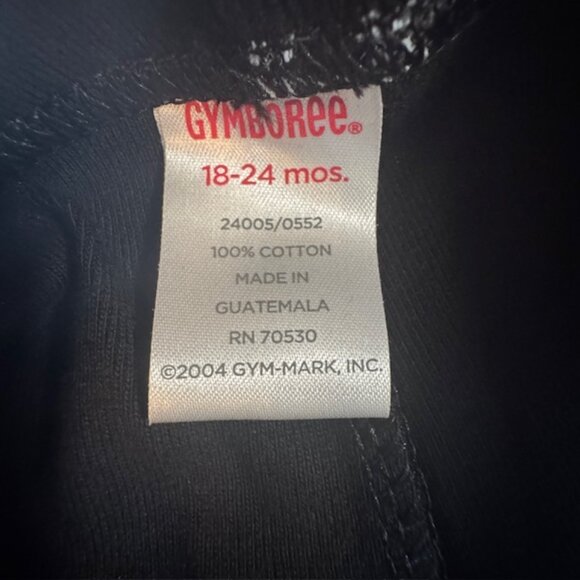 GYMBORee®
18-24 mos.
24005/0552
100% COTTON
MADE IN
GUATEMALA
RN 70530
©2004 GYM-MARK, INC.